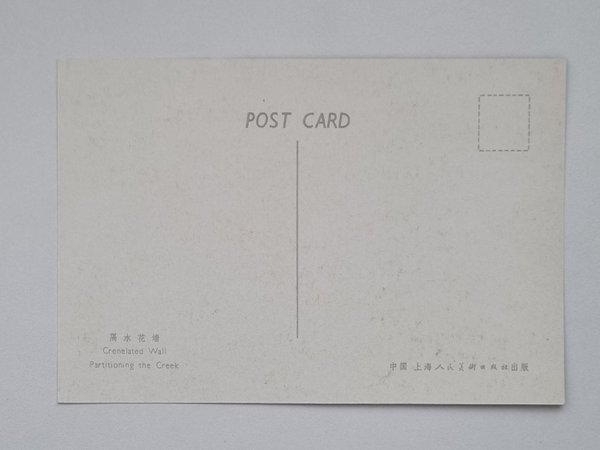 POST CARD
隔水花墙
Crenelated Wall
Partitioning the Creek
中国 上海人民美術出版社出版